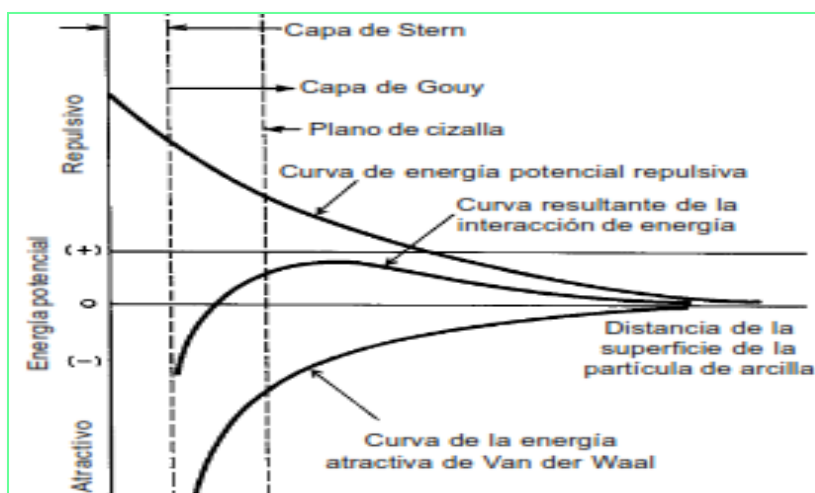 Capa de Stern
Capa de Gouy
Plano de cizalla
Curva de energía potencial repulsiva
Curva resultante de la
interacción de energía
Repulsivo
Energía potencial
(+)
0
(−)
Atractivo
Distancia de la
superficie de la
partícula de arcilla
Curva de la energía
atractiva de Van der Waal